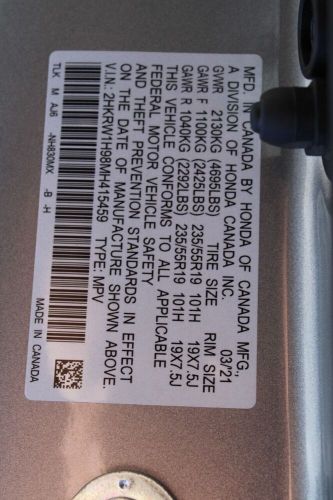 MFD. IN CANADA BY HONDA OF CANADA MFG.,
A DIVISION OF HONDA CANADA INC. 03/21
GVWR 2130KG (4695LBS) TIRE SIZE RIM SIZE
GAWR F 1100KG (2425LBS) 235/55R19 101H 19X7.5J
GAWR R 1040KG (2292LBS) 235/55R19 101H 19X7.5J
THIS VEHICLE CONFORMS TO ALL APPLICABLE
FEDERAL MOTOR VEHICLE SAFETY
AND THEFT PREVENTION STANDARDS IN EFFECT
ON THE DATE OF MANUFACTURE SHOWN ABOVE.
V.I.N.: 2HKRW1H98MH415459 TYPE: MPV
TLK M AJ6 -NH830MX -B -H MADE IN CANADA